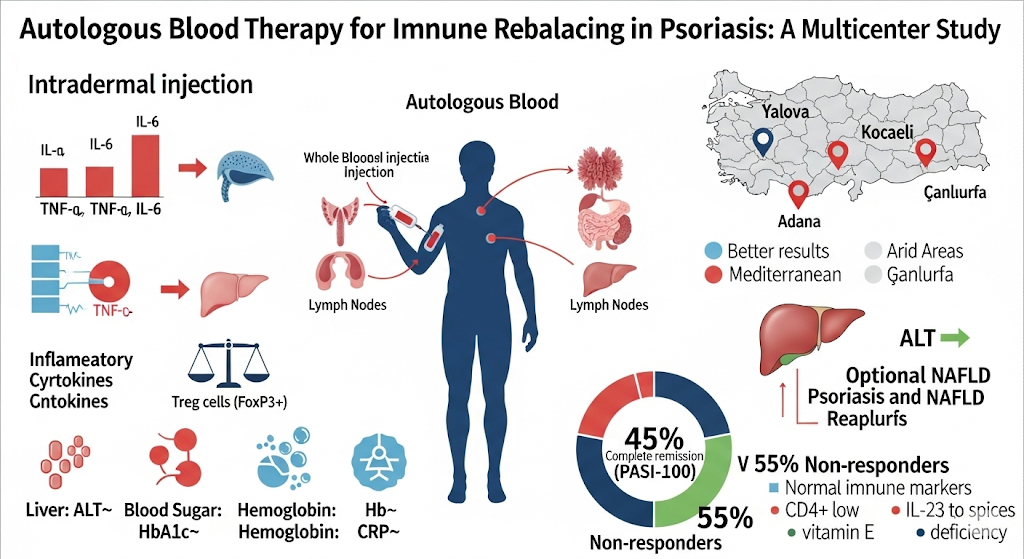 Autologous Blood Therapy for Imnune Rebalacing in Psoriasis: A Multicenter Study
Intradermal injection
IL-6
IL-α
IL-6
TNF-α, TNF-α, IL-6
TNF-α-
Inflameatory
Cyrtokines
Cntokines
Treg cells (FoxP3+)
Liver: ALT~
Blood Sugar:
HbA1c~
Hemoglobin:
Hemoglobin:
Hb~
CRP~
Autologous Blood
Whole Bloosl injectia
Injection
Lymph Nodes
Lymph Nodes
Yalova
Kocaeli
Çanlıurfa
Adana
Better results
Arid Areas
Mediterranean
Ganlurfa
ALT
Optional NAFLD
Psoriasis and NAFLD
Reaplurfs
45%
Complete remission
(PASI-100)
55%
Non-responders
V 55% Non-responders
Normal immune markers
CD4+ low
IL-23 to spices
vitamin E
deficiency